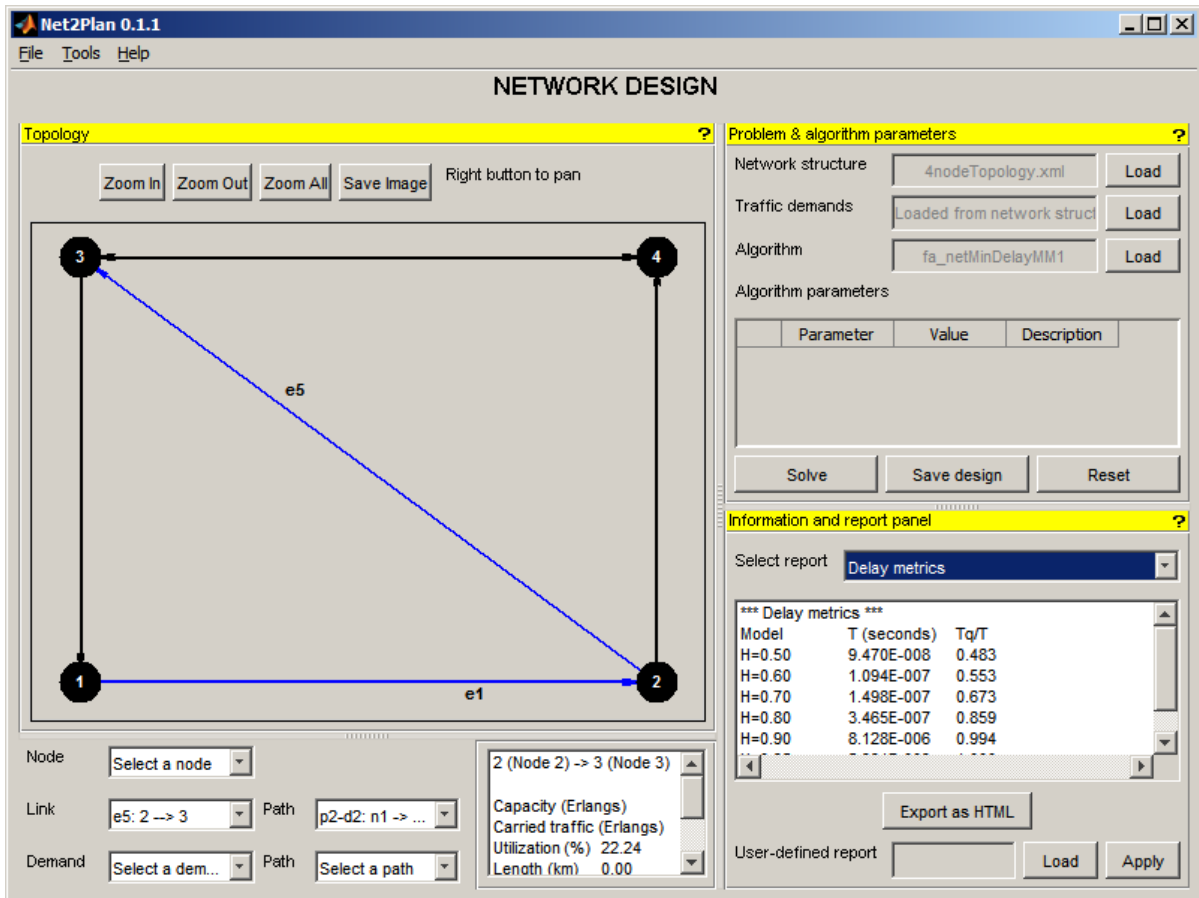 Net2Plan 0.1.1
File Tools Help
NETWORK DESIGN
Topology ?
Zoom In Zoom Out Zoom All Save Image Right button to pan
3 4
e5
1 2
e1
Node Select a node
Link e5: 2 --> 3 Path p2-d2: n1 -> ...
Demand Select a dem... Path Select a path
2 (Node 2) -> 3 (Node 3)
Capacity (Erlangs)
Carried traffic (Erlangs)
Utilization (%) 22.24
Length (km) 0.00
Problem & algorithm parameters ?
Network structure 4nodeTopology.xml Load
Traffic demands Loaded from network struct Load
Algorithm fa_netMinDelayMM1 Load
Algorithm parameters
Parameter Value Description
Solve Save design Reset
Information and report panel ?
Select report Delay metrics
*** Delay metrics ***
Model T (seconds) Tq/T
H=0.50 9.470E-008 0.483
H=0.60 1.094E-007 0.553
H=0.70 1.498E-007 0.673
H=0.80 3.465E-007 0.859
H=0.90 8.128E-006 0.994
Export as HTML
User-defined report Load Apply